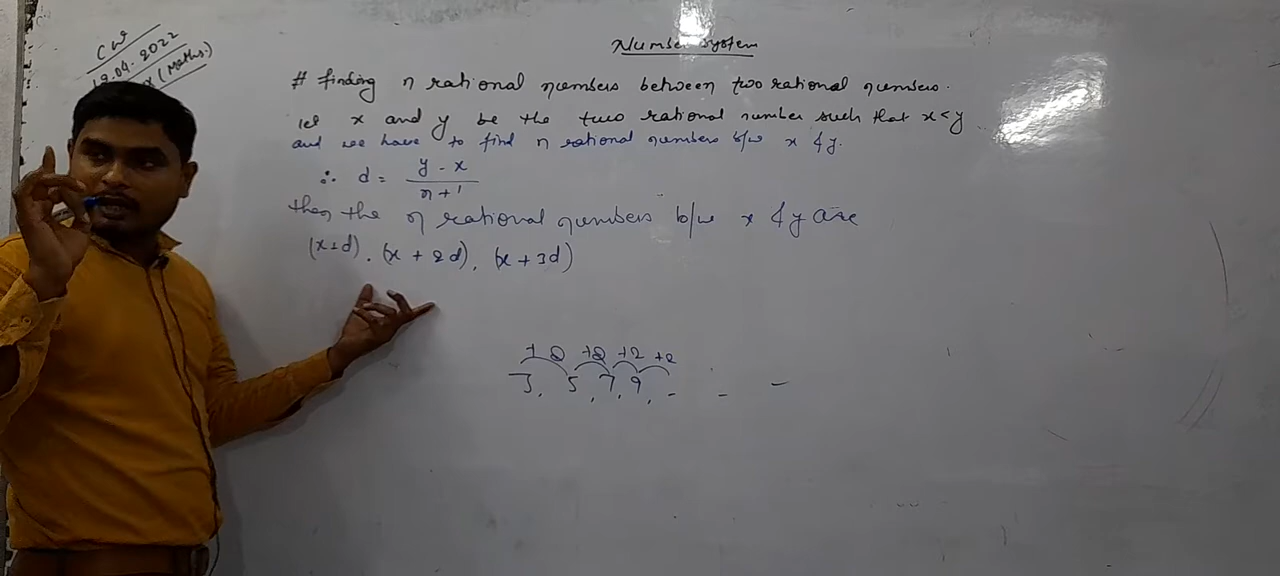 CW
19.04.2022
(Maths.)
Number system
# finding n rational numbers between two rational numbers.
let x and y be the two rational number such that x < y
and we have to find n rational numbers b/w x & y.
∴ d = y - x / n + 1
then the n rational numbers b/w x & y are
(x+d), (x + 2d), (x + 3d)
+2 +2 +2 +2
3, 5, 7, 9, - - -